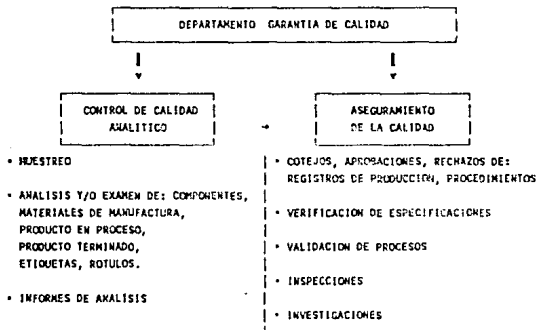 DEPARTAMENTO GARANTIA DE CALIDAD
CONTROL DE CALIDAD
ANALITICO
ASEGURAMIENTO
DE LA CALIDAD
• MUESTREO
• ANALISIS Y/O EXAMEN DE: COMPONENTES,
MATERIALES DE MANUFACTURA,
PRODUCTO EN PROCESO,
PRODUCTO TERMINADO,
ETIQUETAS, ROTULOS.
• INFORMES DE ANALISIS
• COTEJOS, APROBACIONES, RECHAZOS DE:
REGISTROS DE PRODUCCION, PROCEDIMIENTOS
• VERIFICACION DE ESPECIFICACIONES
• VALIDACION DE PROCESOS
• INSPECCIONES
• INVESTIGACIONES